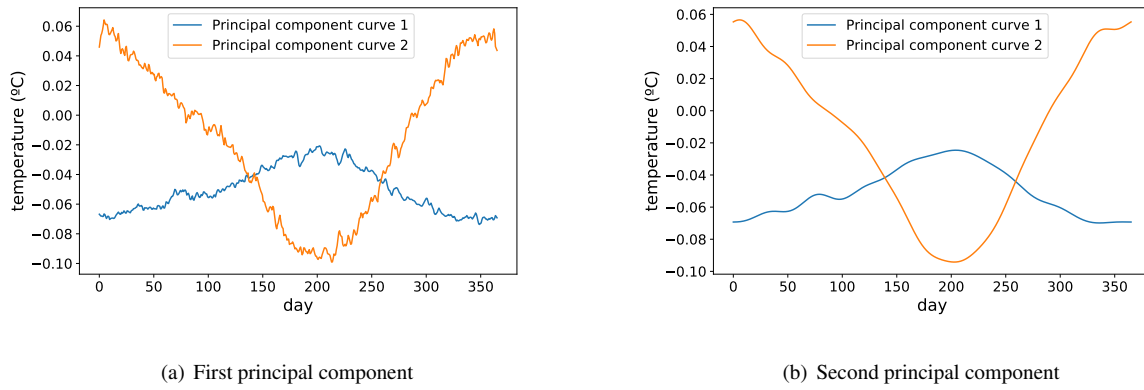 Principal component curve 1
Principal component curve 2
temperature (ºC)
0.06
0.04
0.02
0.00
−0.02
−0.04
−0.06
−0.08
−0.10
0 50 100 150 200 250 300 350
day
(a) First principal component
Principal component curve 1
Principal component curve 2
temperature (ºC)
0.06
0.04
0.02
0.00
−0.02
−0.04
−0.06
−0.08
−0.10
0 50 100 150 200 250 300 350
day
(b) Second principal component